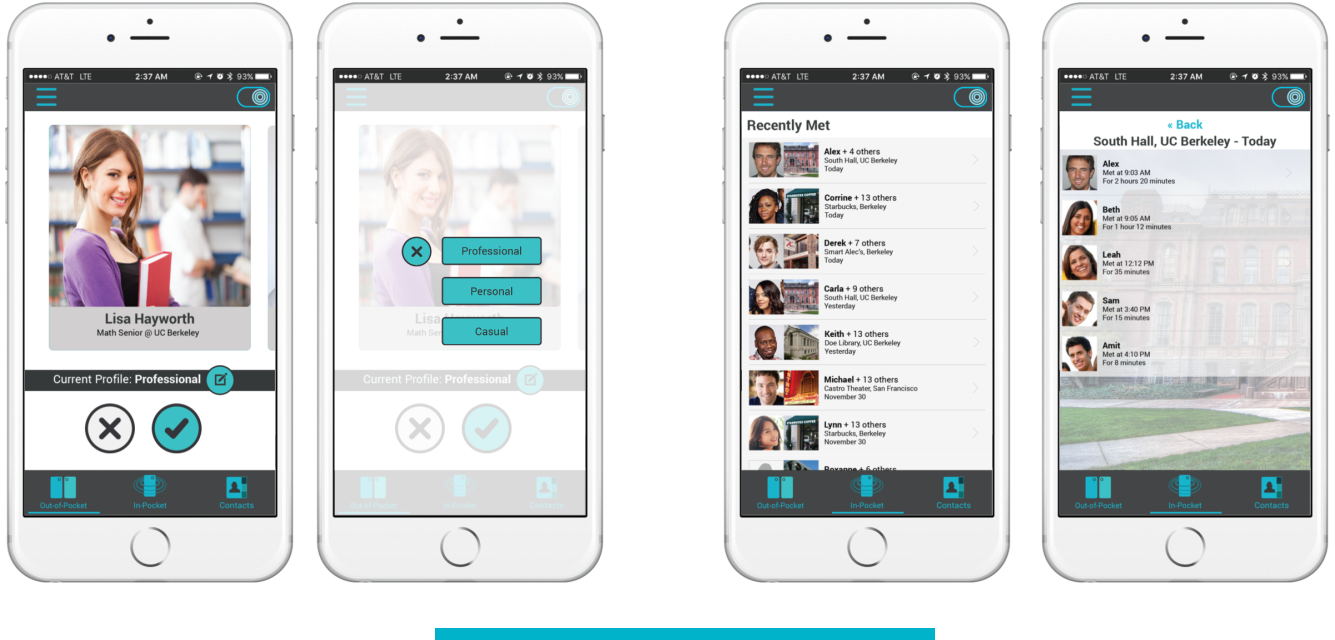 ●●●●○ AT&T LTE 2:37 AM 93%
Lisa Hayworth
Math Senior @ UC Berkeley
Current Profile: Professional
Out-of-Pocket In-Pocket Contacts
●●●●○ AT&T LTE 2:37 AM 93%
Professional
Personal
Casual
Lisa Hayworth
Math Sen
Current Profile: Professional
●●●●○ AT&T LTE 2:37 AM 93%
Recently Met
Alex + 4 others
South Hall, UC Berkeley
Today
Corrine + 13 others
Starbucks, Berkeley
Today
Derek + 7 others
Smart Alec's, Berkeley
Today
Carla + 9 others
South Hall, UC Berkeley
Yesterday
Keith + 13 others
Doe Library, UC Berkeley
Yesterday
Michael + 13 others
Castro Theater, San Francisco
November 30
Lynn + 13 others
Starbucks, Berkeley
November 30
Roxanne + 6 others
Out-of-Pocket In-Pocket Contacts
●●●●○ AT&T LTE 2:37 AM 93%
« Back
South Hall, UC Berkeley - Today
Alex
Met at 9:03 AM
For 2 hours 20 minutes
Beth
Met at 9:05 AM
For 1 hour 12 minutes
Leah
Met at 12:12 PM
For 35 minutes
Sam
Met at 3:40 PM
For 15 minutes
Amit
Met at 4:10 PM
For 8 minutes
Out-of-Pocket In-Pocket Contacts